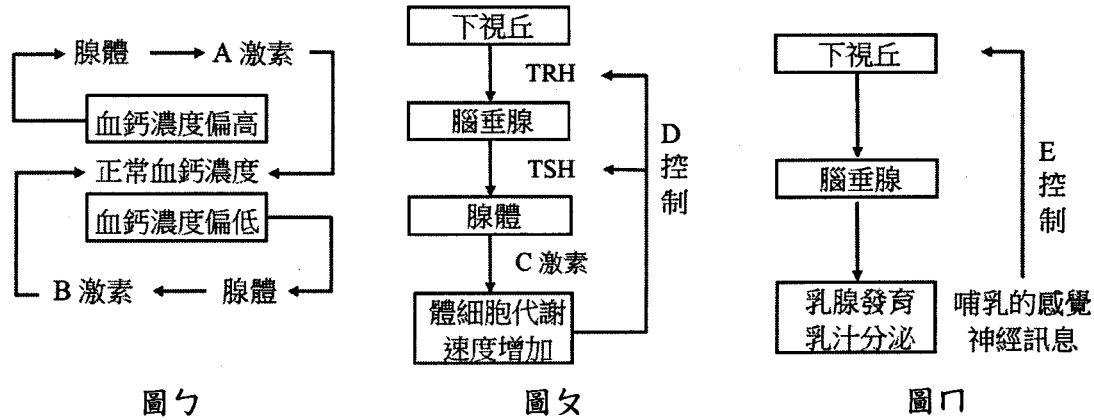 腺體
A 激素
血鈣濃度偏高
正常血鈣濃度
血鈣濃度偏低
B 激素
腺體
圖ㄅ
下視丘
TRH
腦垂腺
TSH
腺體
C 激素
體細胞代謝
速度增加
D
控
制
圖ㄆ
下視丘
腦垂腺
乳腺發育
乳汁分泌
E
控
制
哺乳的感覺
神經訊息
圖ㄇ